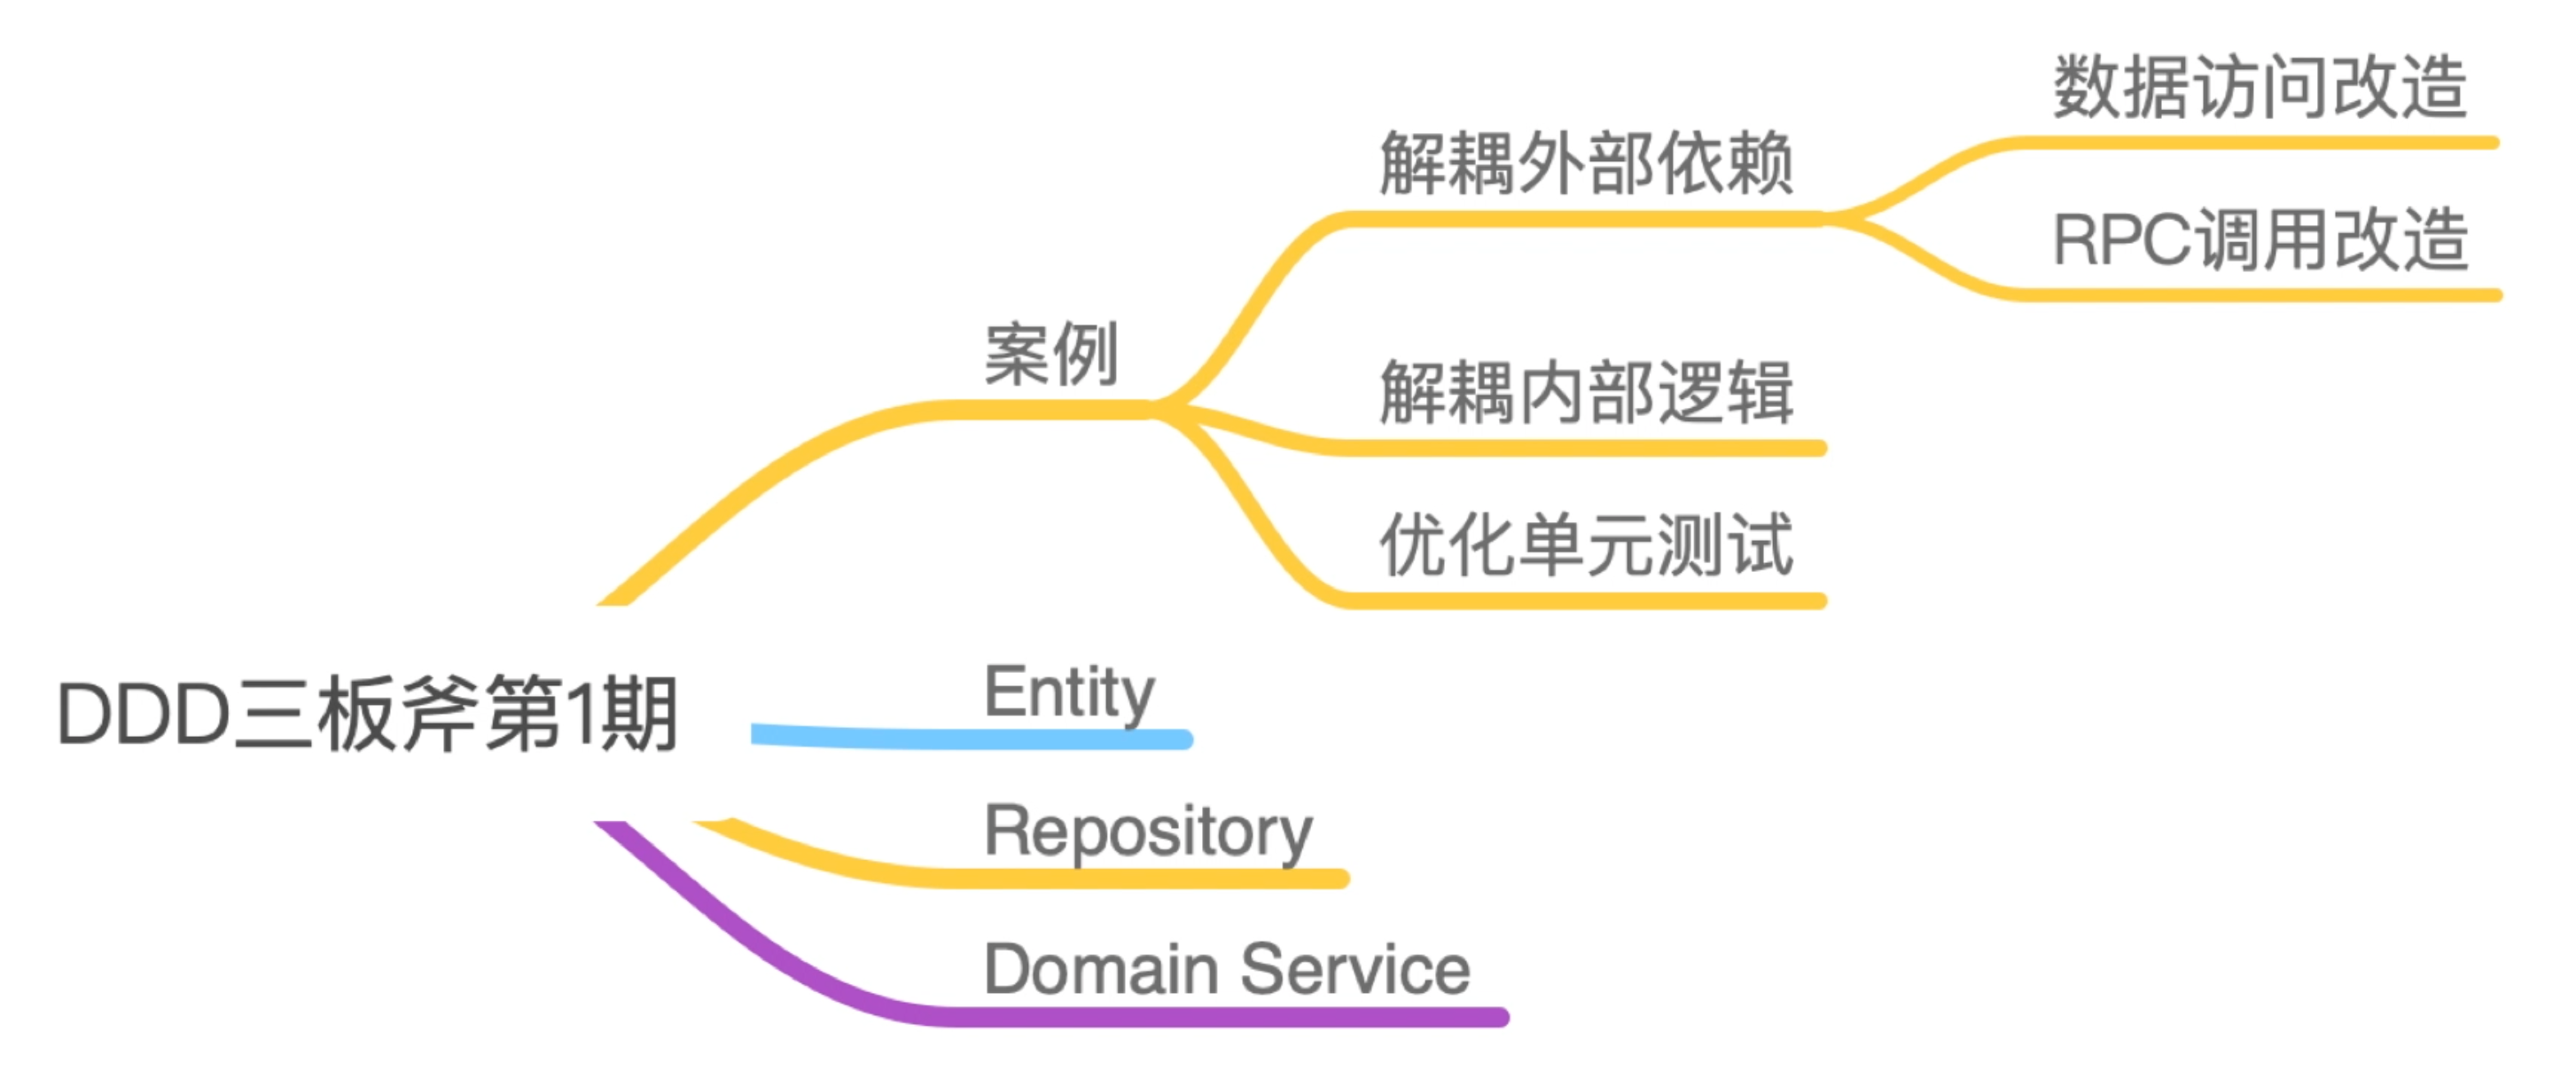 DDD三板斧第1期
案例
解耦外部依赖
数据访问改造
RPC调用改造
解耦内部逻辑
优化单元测试
Entity
Repository
Domain Service